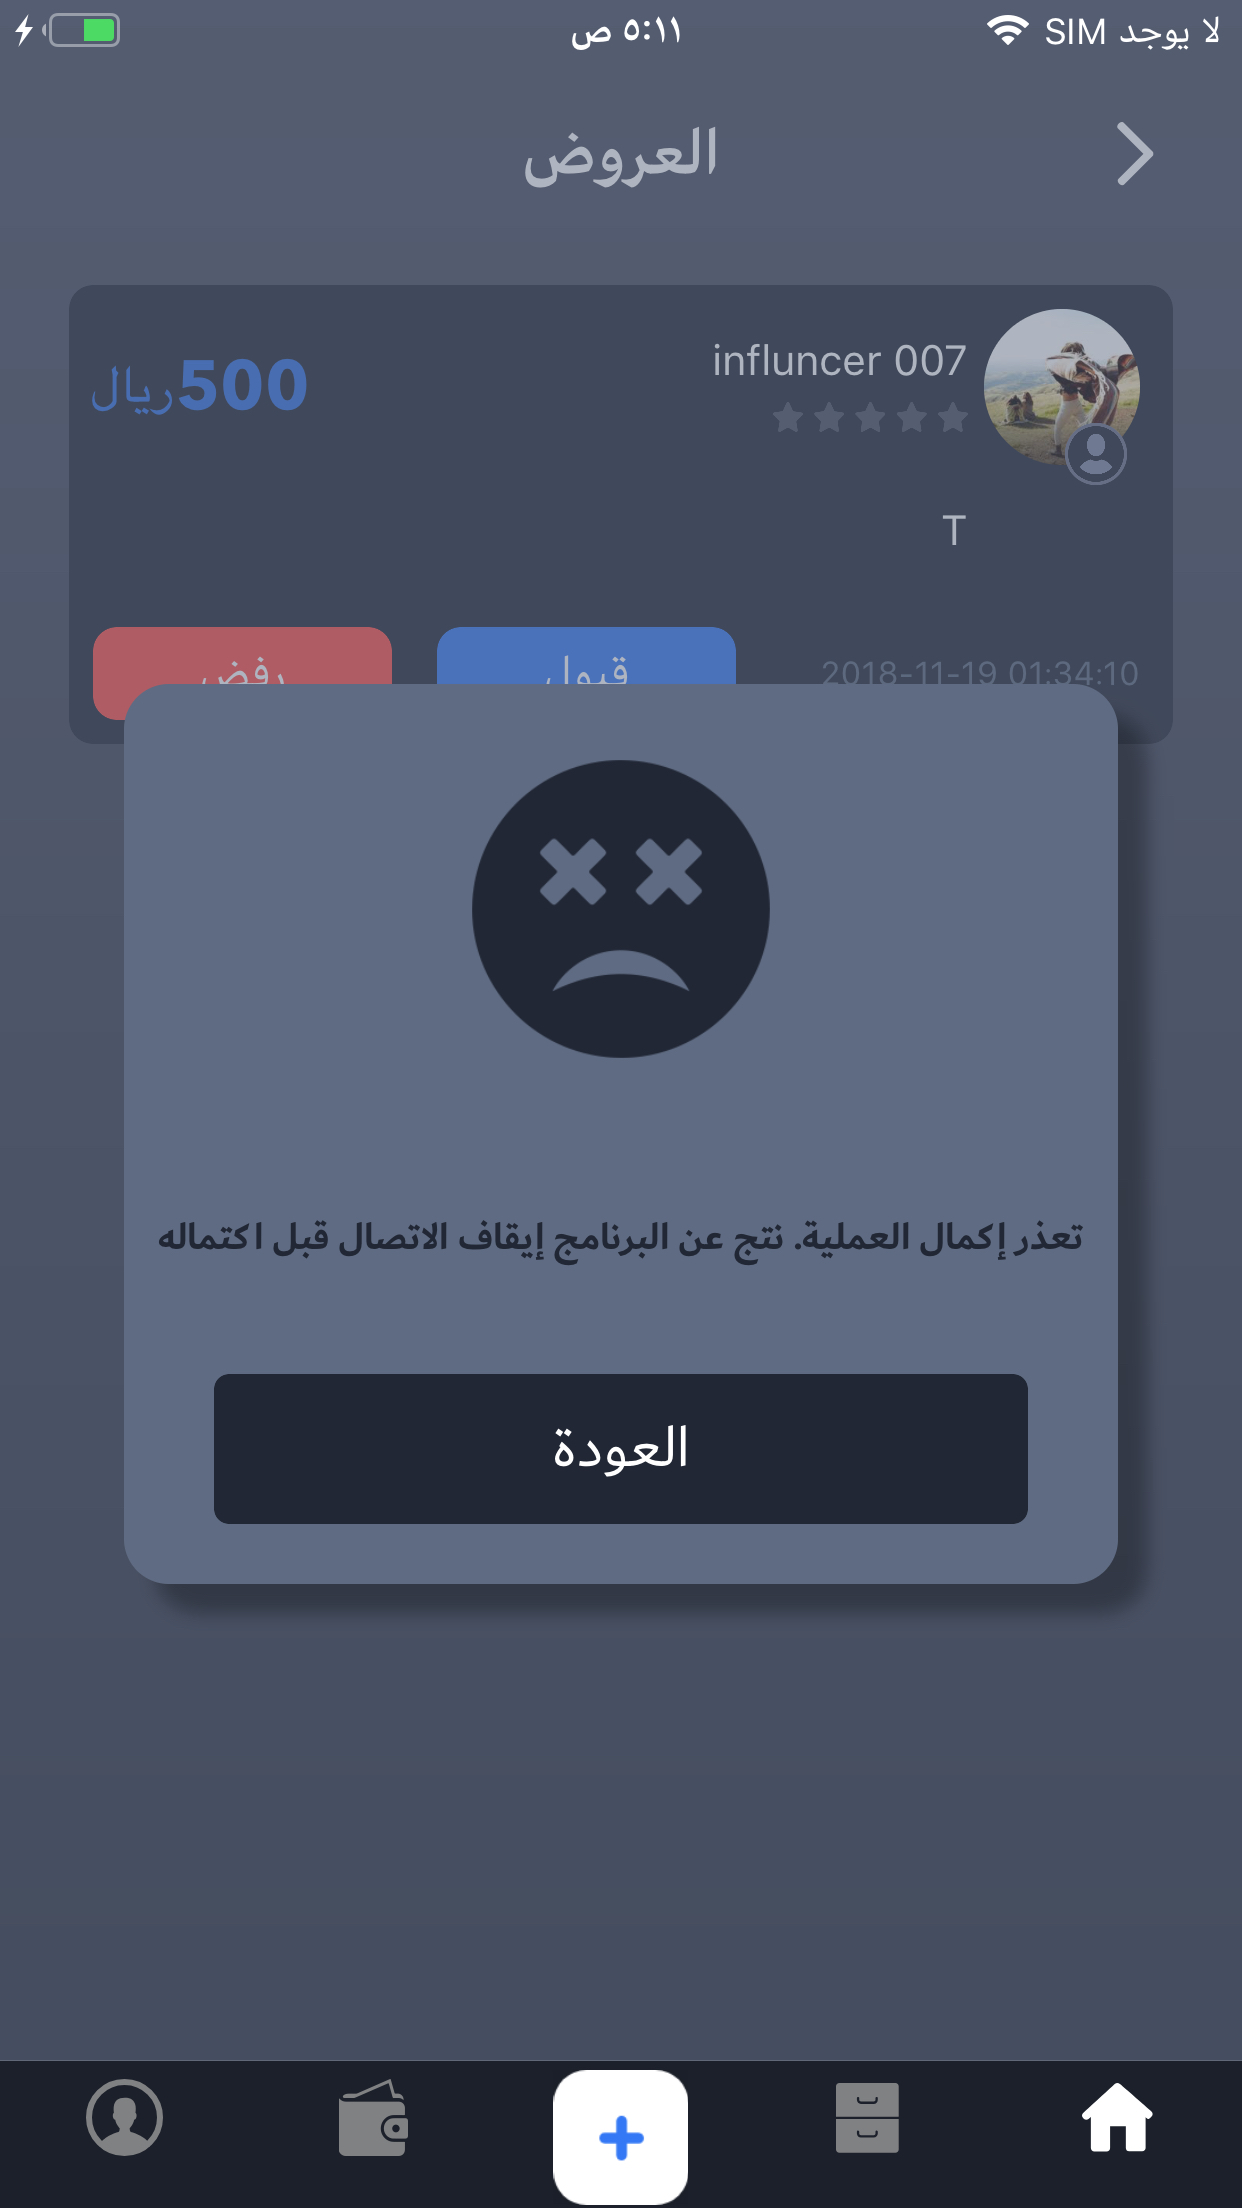 لا يوجد SIM
٥:١١ ص
العروض
influncer 007
500ريال
T
2018-11-19 01:34:10
قبول
رفض
تعذر إكمال العملية. نتج عن البرنامج إيقاف الاتصال قبل اكتماله
العودة